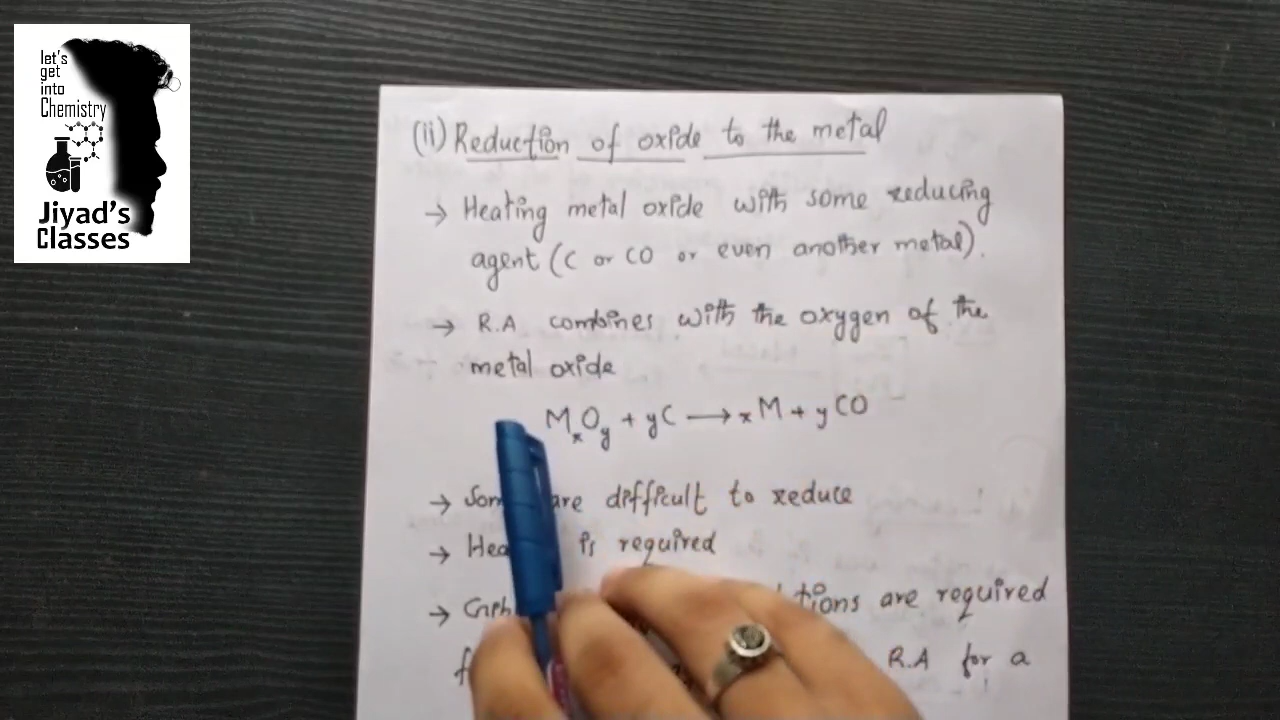 let's
get
into
Chemistry
Jiyad's
Classes
(ii) Reduction of oxide to the metal
→ Heating metal oxide with some reducing
agent (C or CO or even another metal).
→ R.A combines with the oxygen of the
metal oxide
MₓOᵧ + yC ⟶ xM + yCO
→ are difficult to reduce
→ is required
→ are required
R.A for a